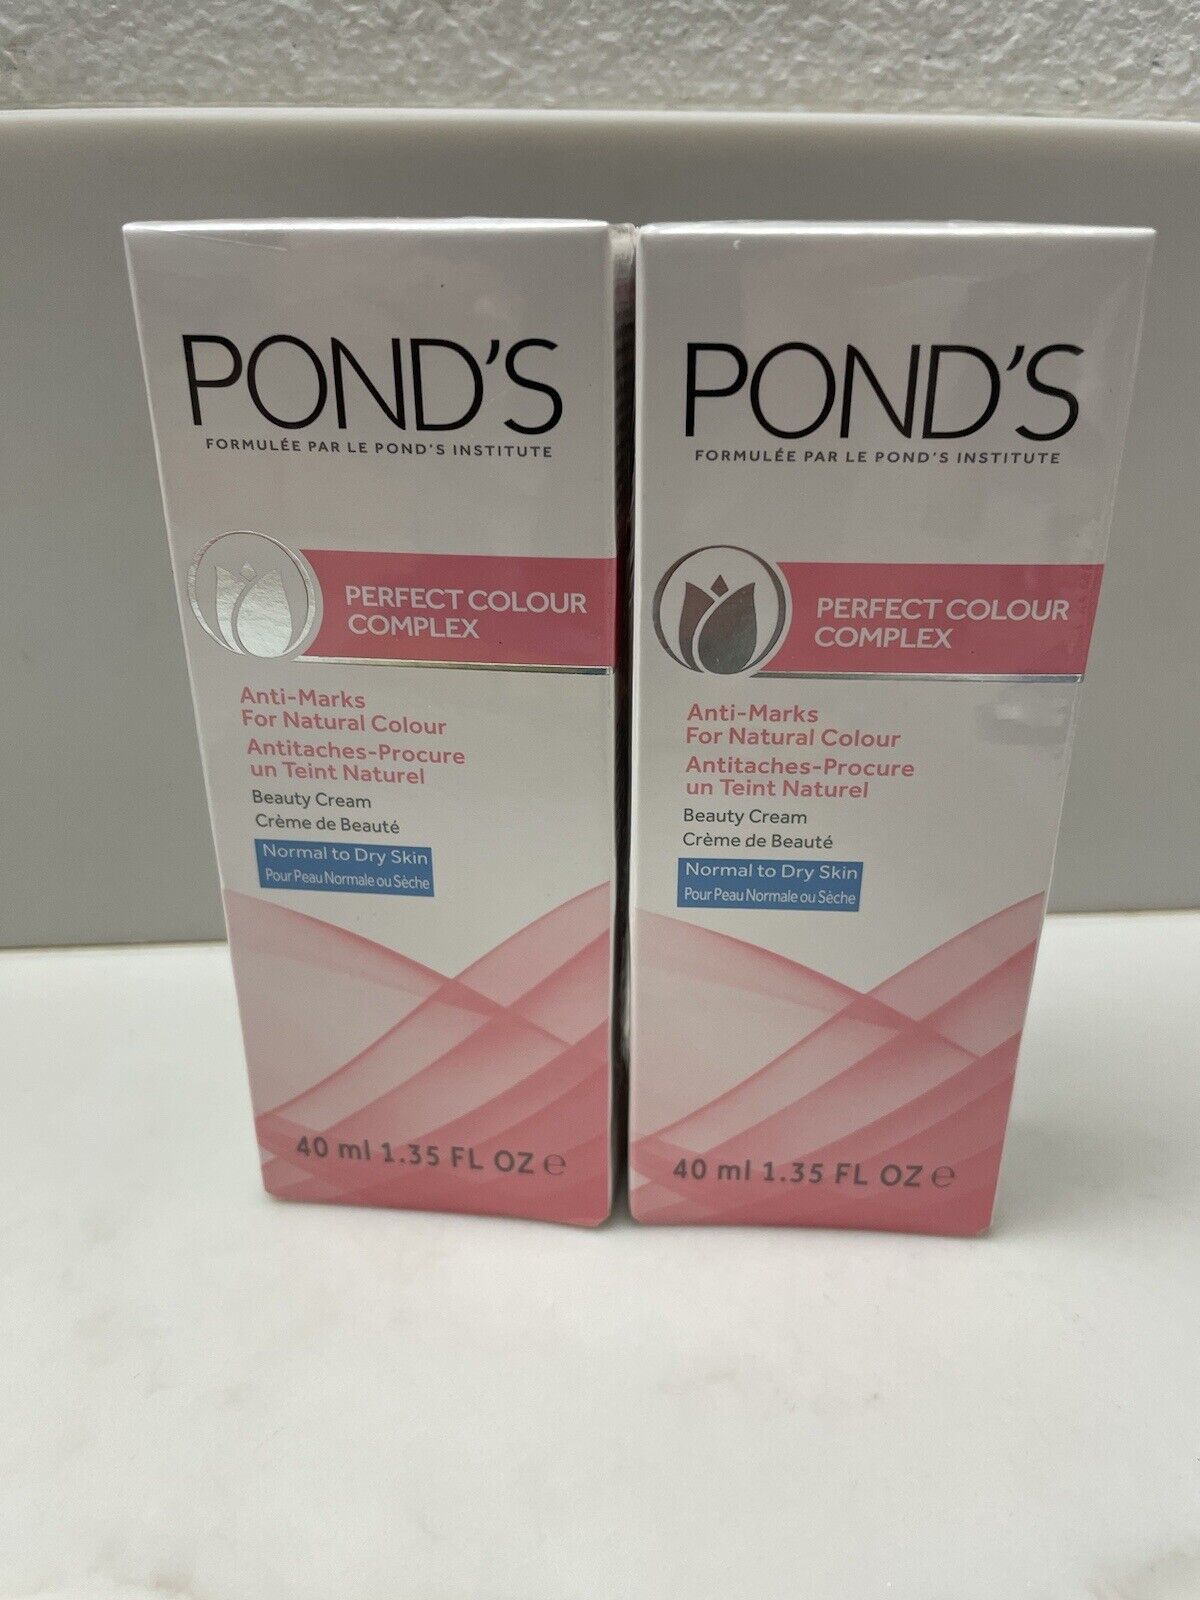 POND'S
FORMULÉE PAR LE POND'S INSTITUTE
PERFECT COLOUR
COMPLEX
Anti-Marks
For Natural Colour
Antitaches-Procure
un Teint Naturel
Beauty Cream
Crème de Beauté
Normal to Dry Skin
Pour Peau Normale ou Sèche
40 ml 1.35 FL OZ ℮
POND'S
FORMULÉE PAR LE POND'S INSTITUTE
PERFECT COLOUR
COMPLEX
Anti-Marks
For Natural Colour
Antitaches-Procure
un Teint Naturel
Beauty Cream
Crème de Beauté
Normal to Dry Skin
Pour Peau Normale ou Sèche
40 ml 1.35 FL OZ ℮